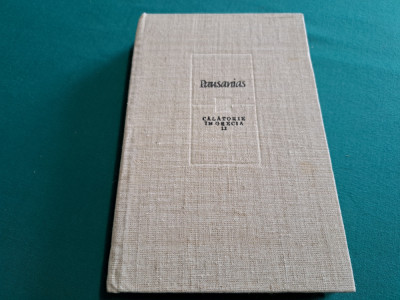 Pausanias
CĂLĂTORIE
ÎN GRECIA
II